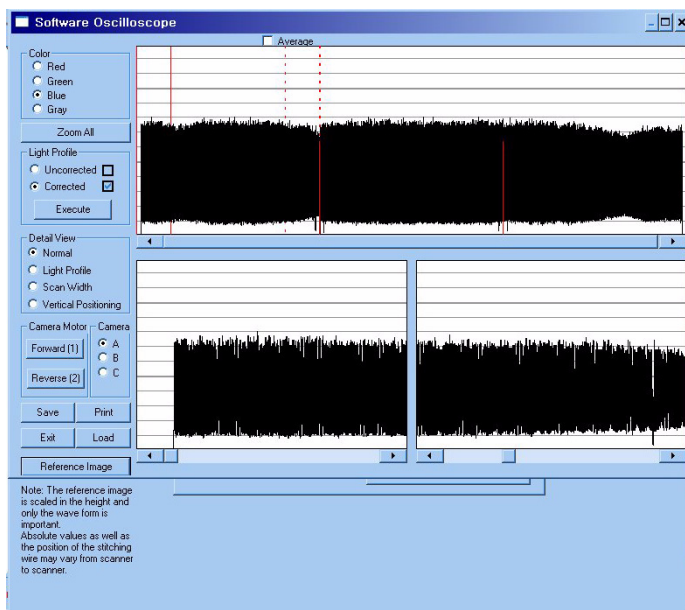 Software Oscilloscope
Average
Color
Red
Green
Blue
Gray
Zoom All
Light Profile
Uncorrected
Corrected
Execute
Detail View
Normal
Light Profile
Scan Width
Vertical Positioning
Camera Motor
Camera
Forward (1)
A
B
Reverse (2)
C
Save
Print
Exit
Load
Reference Image
Note: The reference image
is scaled in the height and
only the wave form is
important.
Absolute values as well as
the position of the stitching
wire may vary from scanner
to scanner.